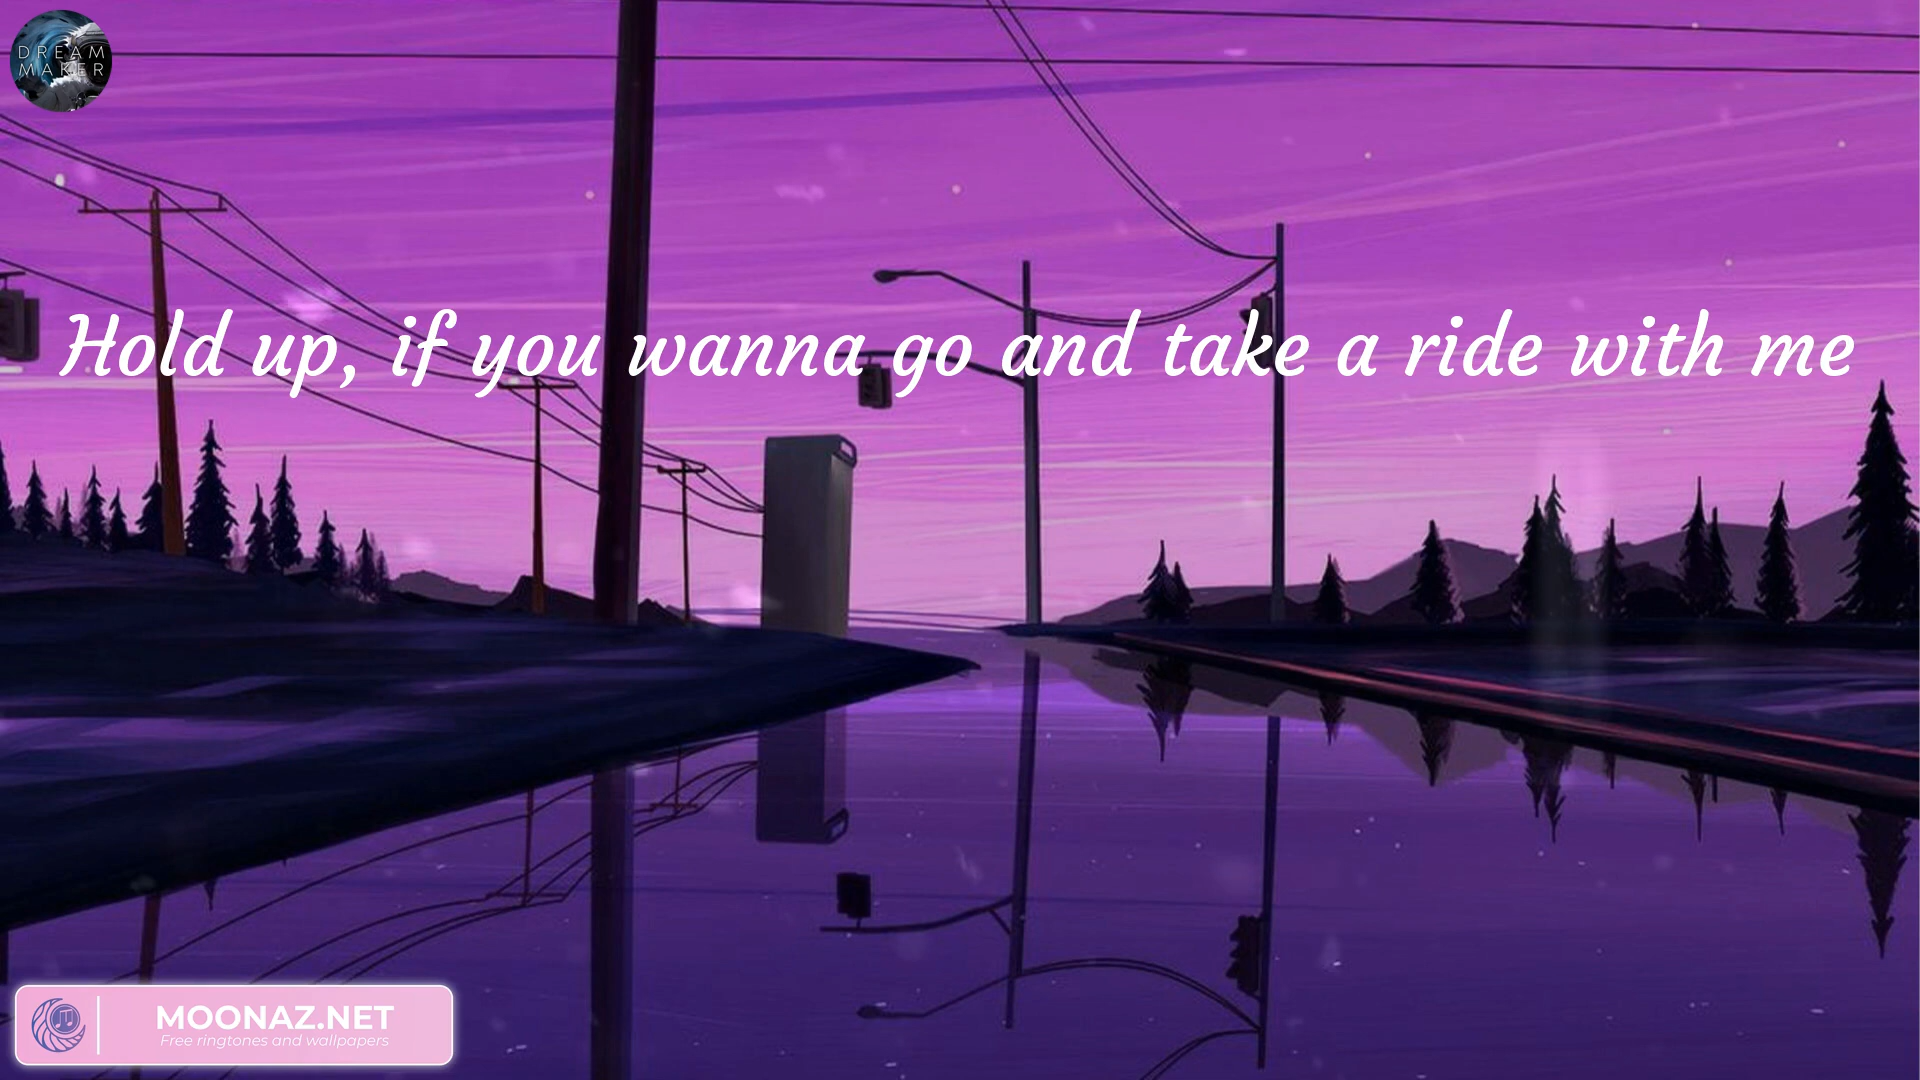 DREAM
MAKER
Hold up, if you wanna go and take a ride with me
MOONAZ.NET
Free ringtones and wallpapers